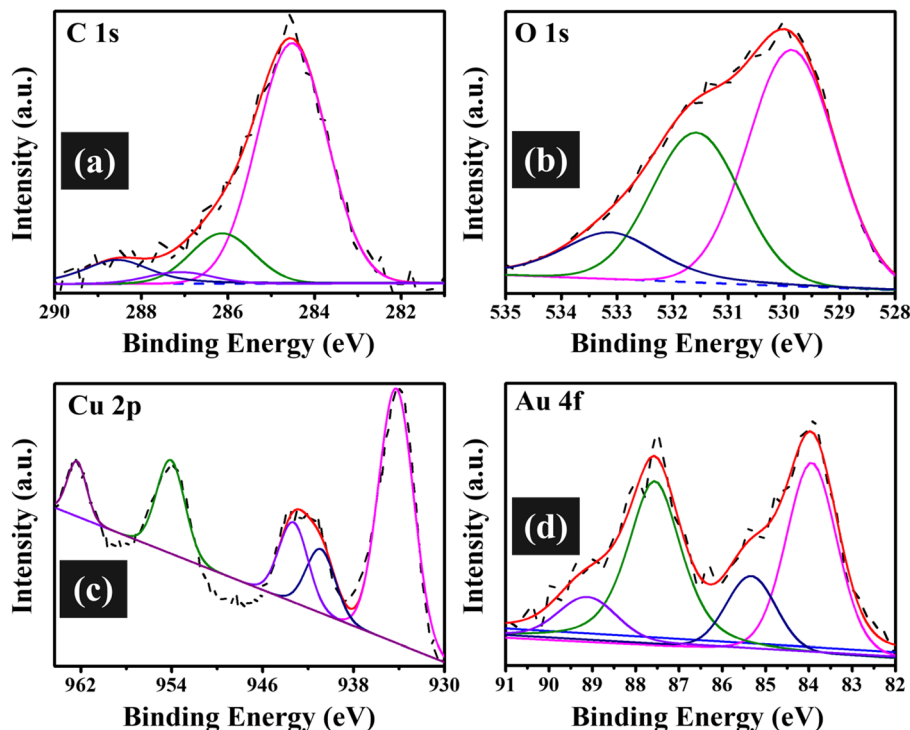 C 1s
(a)
Intensity (a.u.)
290 288 286 284 282
Binding Energy (eV)
O 1s
(b)
Intensity (a.u.)
535 534 533 532 531 530 529 528
Binding Energy (eV)
Cu 2p
(c)
Intensity (a.u.)
962 954 946 938 930
Binding Energy (eV)
Au 4f
(d)
Intensity (a.u.)
91 90 89 88 87 86 85 84 83 82
Binding Energy (eV)